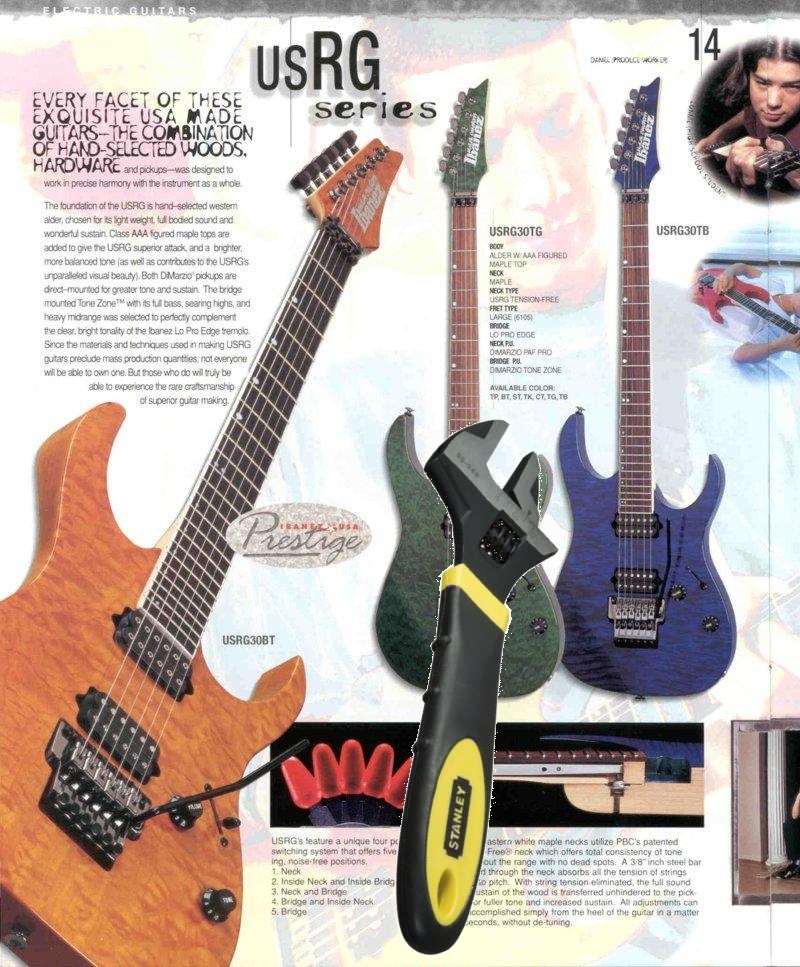 ELECTRIC GUITARS
USRG
series
14
DANIEL (PRODUCE WORKER)
EVERY FACET OF THESE
EXQUISITE USA MADE
GUITARS—THE COMBINATION
OF HAND-SELECTED WOODS,
HARDWARE and pickups—was designed to
work in precise harmony with the instrument as a whole.
The foundation of the USRG is hand-selected western
alder, chosen for its light weight, full bodied sound and
wonderful sustain. Class AAA figured maple tops are
added to give the USRG superior attack, and a brighter,
more balanced tone (as well as contributes to the USRG's
unparalleled visual beauty). Both DiMarzio® pickups are
direct-mounted for greater tone and sustain. The bridge
mounted Tone Zone™ with its full bass, searing highs, and
heavy midrange was selected to perfectly complement
the clear, bright tonality of the Ibanez Lo Pro Edge tremolo.
Since the materials and techniques used in making USRG
guitars preclude mass production quantities, not everyone
will be able to own one. But those who do will truly be
able to experience the rare craftsmanship
of superior guitar making.
Ibanez
Ibanez
Ibanez
USRG30TG
BODY
ALDER W/ AAA FIGURED
MAPLE TOP
NECK
MAPLE
NECK TYPE
USRG TENSION-FREE
FRET TYPE
LARGE (6105)
BRIDGE
LO PRO EDGE
NECK P.U.
DIMARZIO PAF PRO
BRIDGE P.U.
DIMARZIO TONE ZONE
AVAILABLE COLOR:
TP, BT, ST, TK, CT, TG, TB
USRG30TB
IBANEZ USA
Prestige
USRG30BT
VOLUME
TONE
90-948
STANLEY
USRG's feature a unique four po
switching system that offers five
ing, noise-free positions.
1. Neck
2. Inside Neck and Inside Bridg
3. Neck and Bridge
4. Bridge and Inside Neck
5. Bridge
astern white maple necks utilize PBC's patented
-Free® neck which offers total consistency of tone
out the range with no dead spots. A 3/8" inch steel bar
d through the neck absorbs all the tension of strings
so pitch. With string tension eliminated, the full sound
ustain of the wood is transferred unhindered to the pick-
or fuller tone and increased sustain. All adjustments can
ccomplished simply from the heel of the guitar in a matter
econds, without de-tuning.